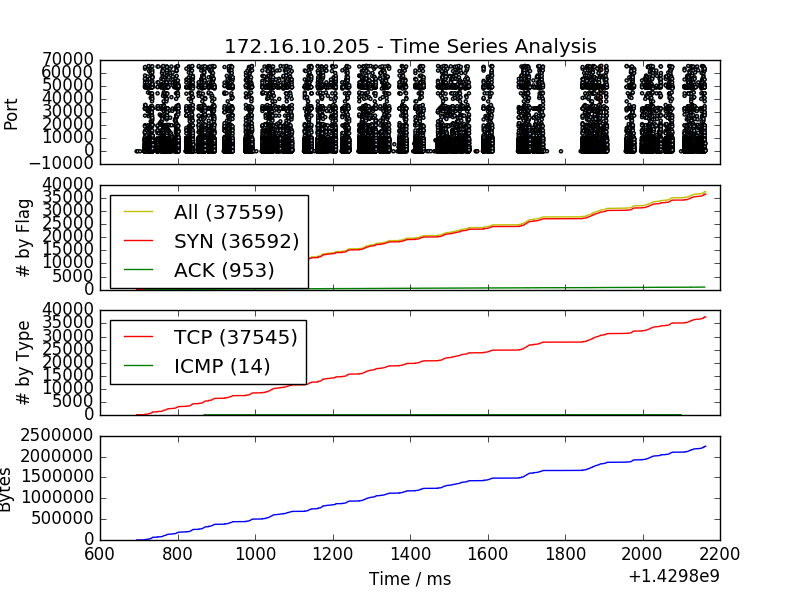 172.16.10.205 - Time Series Analysis
70000
60000
50000
40000
30000
20000
10000
0
−10000
Port
40000
35000
30000
25000
20000
15000
10000
5000
0
# by Flag
All (37559)
SYN (36592)
ACK (953)
40000
35000
30000
25000
20000
15000
10000
5000
0
# by Type
TCP (37545)
ICMP (14)
2500000
2000000
1500000
1000000
500000
0
Bytes
600 800 1000 1200 1400 1600 1800 2000 2200
Time / ms
+1.4298e9